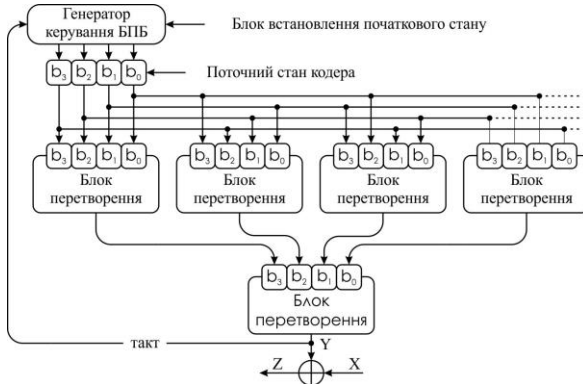 Генератор
керування БПБ
Блок встановлення початкового стану
b3 b2 b1 b0
Поточний стан кодера
b3 b2 b1 b0 b3 b2 b1 b0 b3 b2 b1 b0 b3 b2 b1 b0
Блок Блок Блок Блок
перетворення перетворення перетворення перетворення
b3 b2 b1 b0
Блок
перетворення
такт Y
Z X